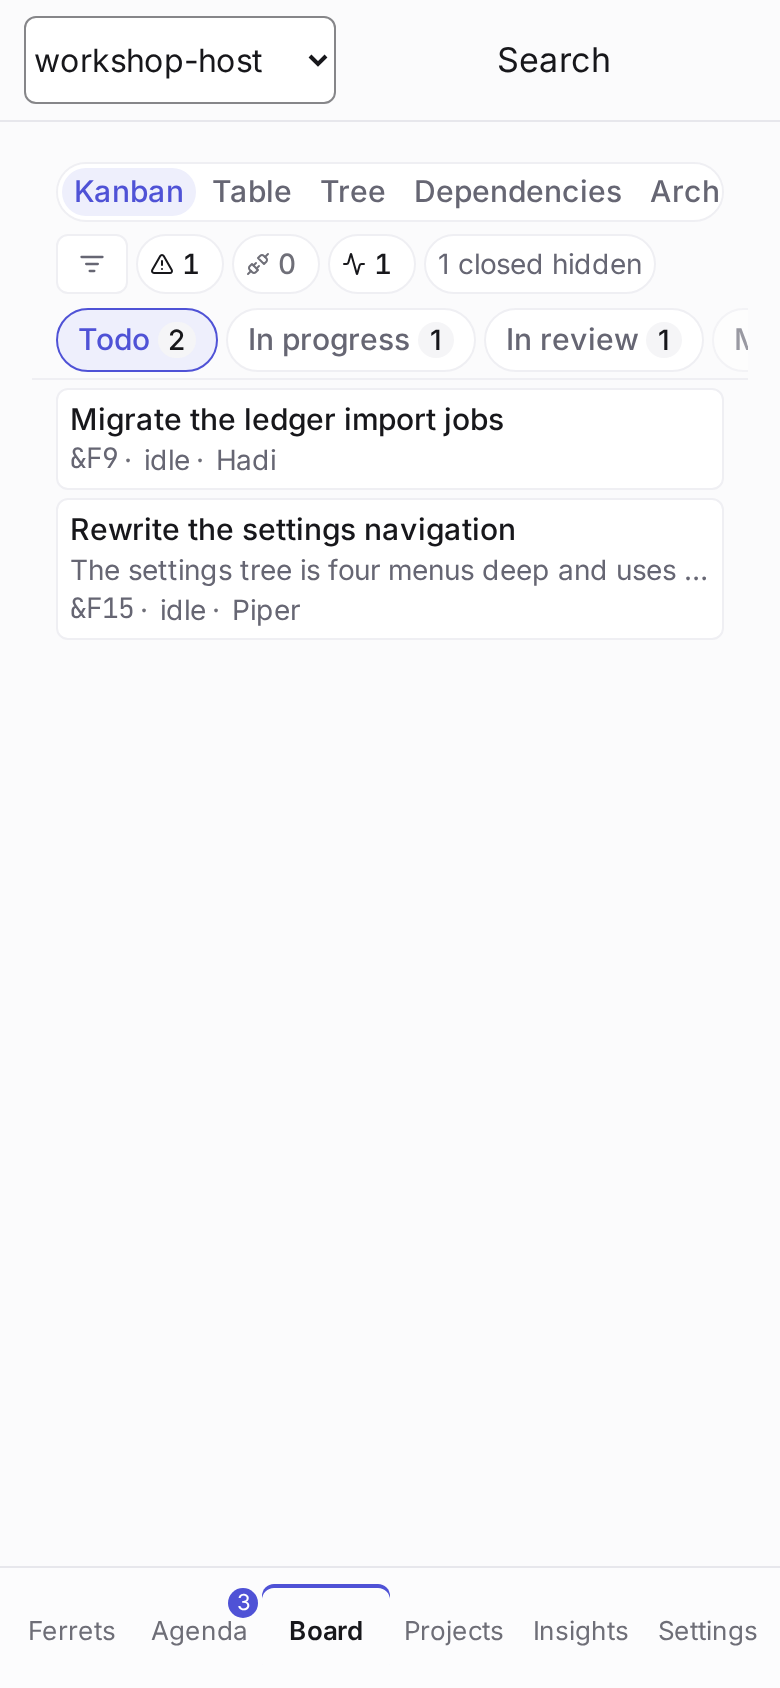 workshop-host
Search
Kanban Table Tree Dependencies Arch
1 0 1 1 closed hidden
Todo 2 In progress 1 In review 1
Migrate the ledger import jobs
&F9 · idle · Hadi
Rewrite the settings navigation
The settings tree is four menus deep and uses ...
&F15 · idle · Piper
3
Ferrets Agenda Board Projects Insights Settings